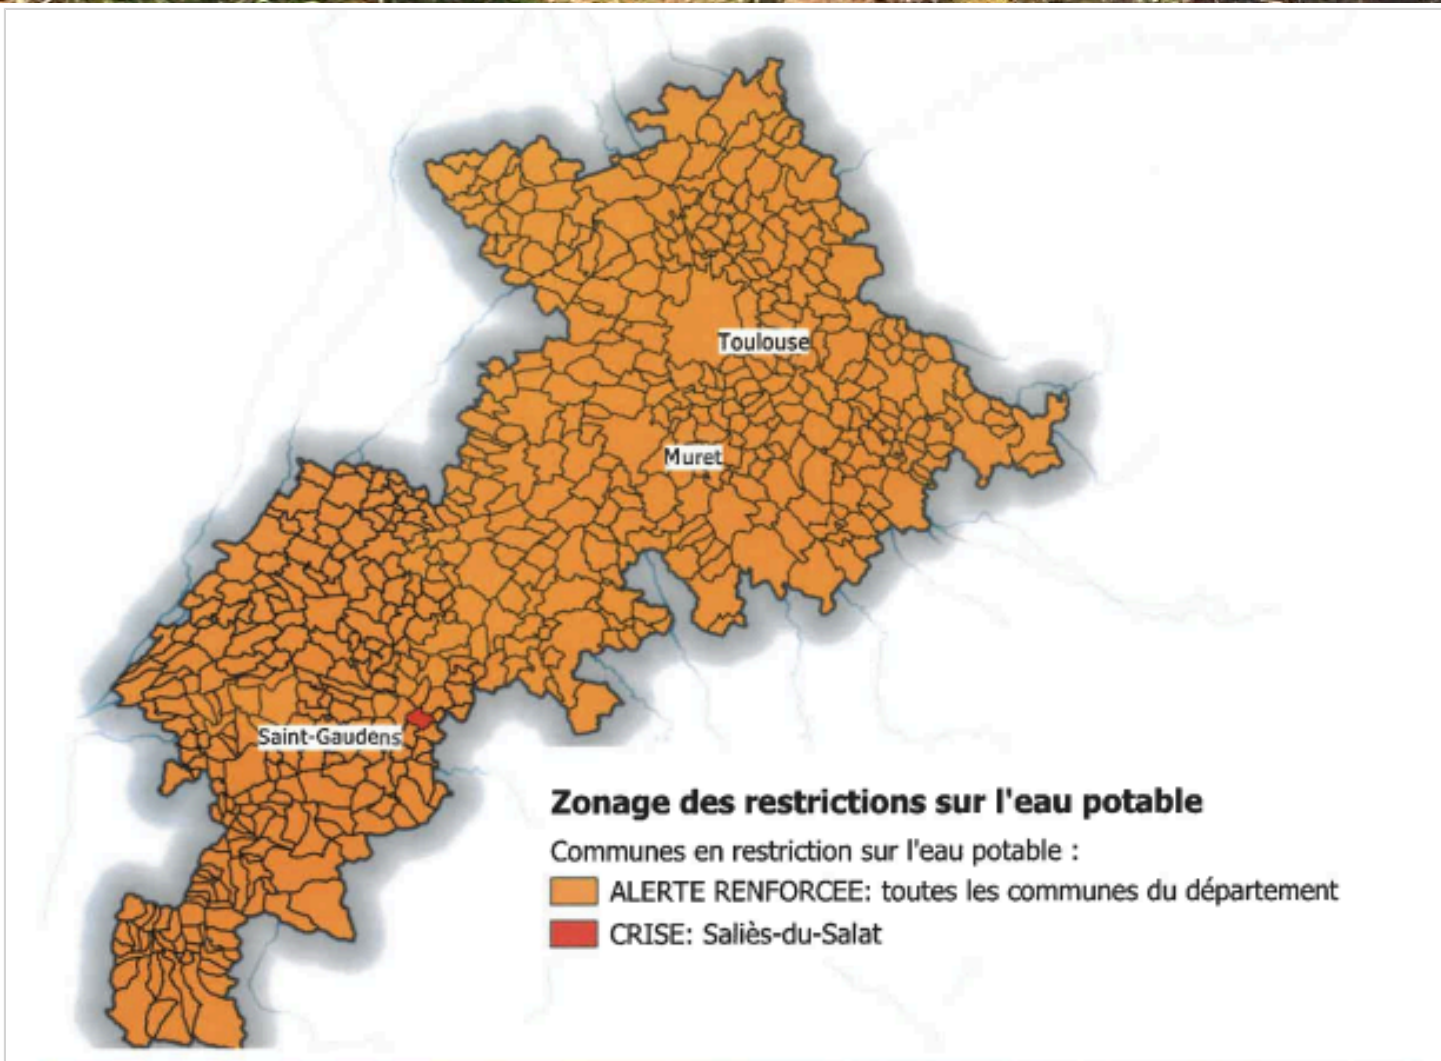 Toulouse
Muret
Saint-Gaudens
Zonage des restrictions sur l'eau potable
Communes en restriction sur l'eau potable :
ALERTE RENFORCEE: toutes les communes du département
CRISE: Saliès-du-Salat